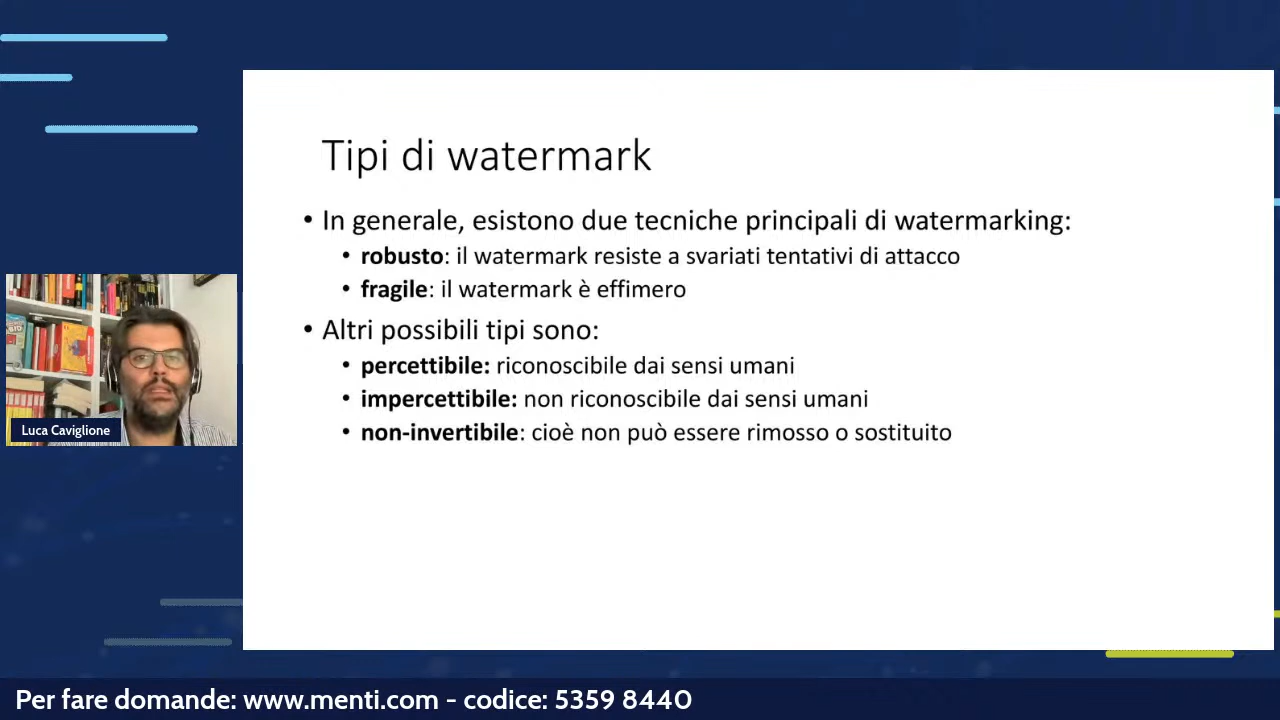 Tipi di watermark
• In generale, esistono due tecniche principali di watermarking:
• robusto: il watermark resiste a svariati tentativi di attacco
• fragile: il watermark è effimero
• Altri possibili tipi sono:
• percettibile: riconoscibile dai sensi umani
• impercettibile: non riconoscibile dai sensi umani
• non-invertibile: cioè non può essere rimosso o sostituito
Luca Caviglione
Per fare domande: www.menti.com - codice: 5359 8440